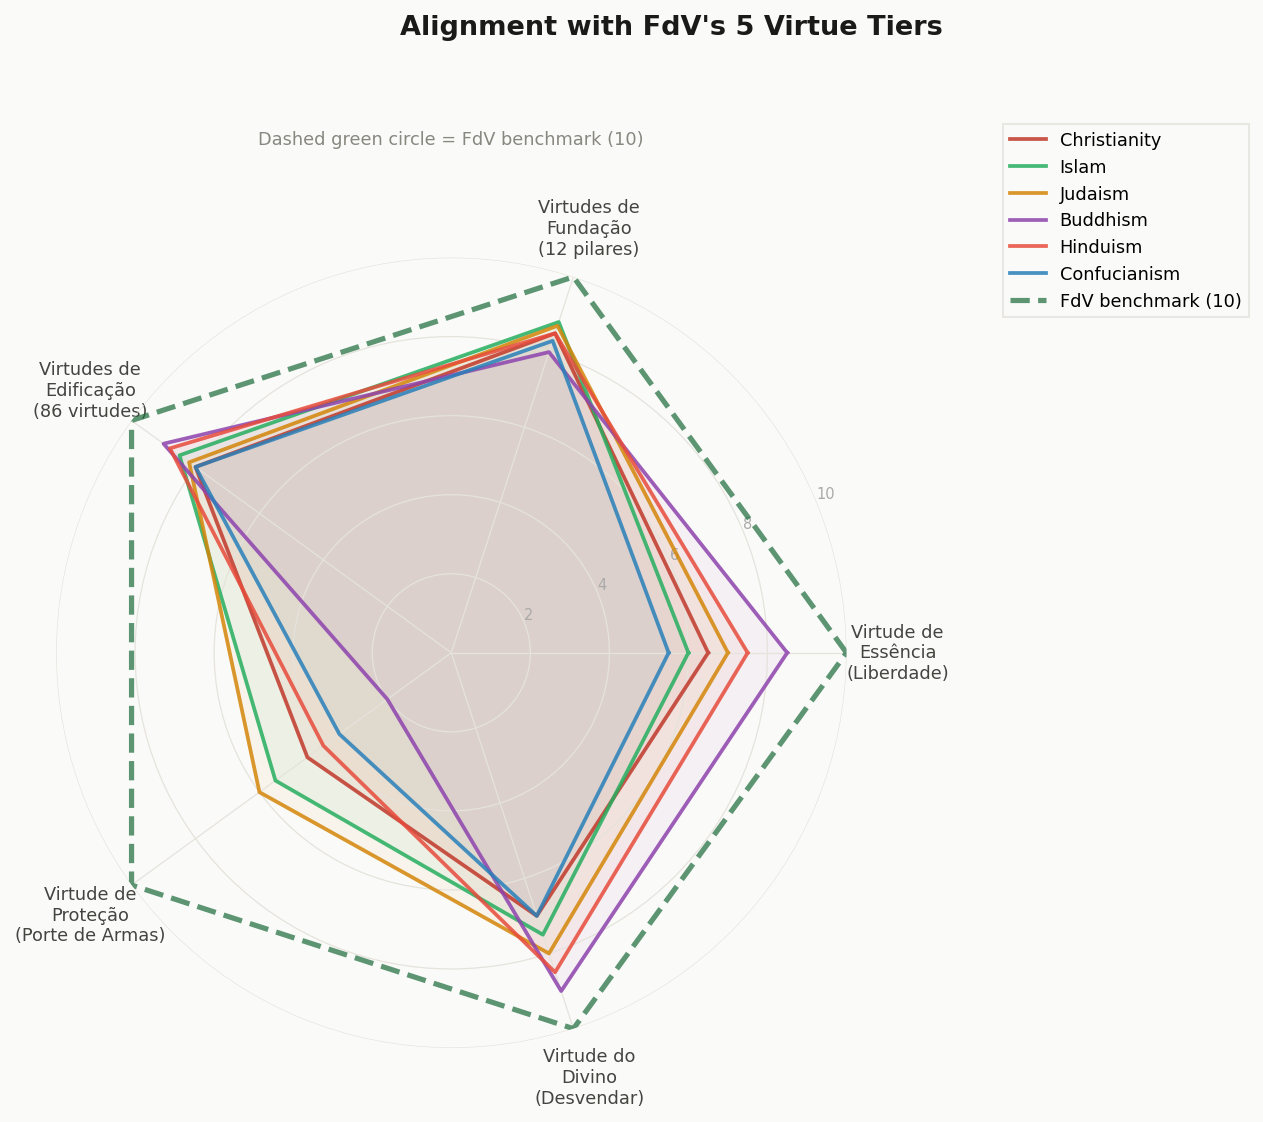 Alignment with FdV's 5 Virtue Tiers
Dashed green circle = FdV benchmark (10)
Christianity
Islam
Judaism
Buddhism
Hinduism
Confucianism
FdV benchmark (10)
Virtudes de
Fundação
(12 pilares)
Virtudes de
Edificação
(86 virtudes)
10
8
6
4
2
Virtude de
Essência
(Liberdade)
Virtude de
Proteção
(Porte de Armas)
Virtude do
Divino
(Desvendar)